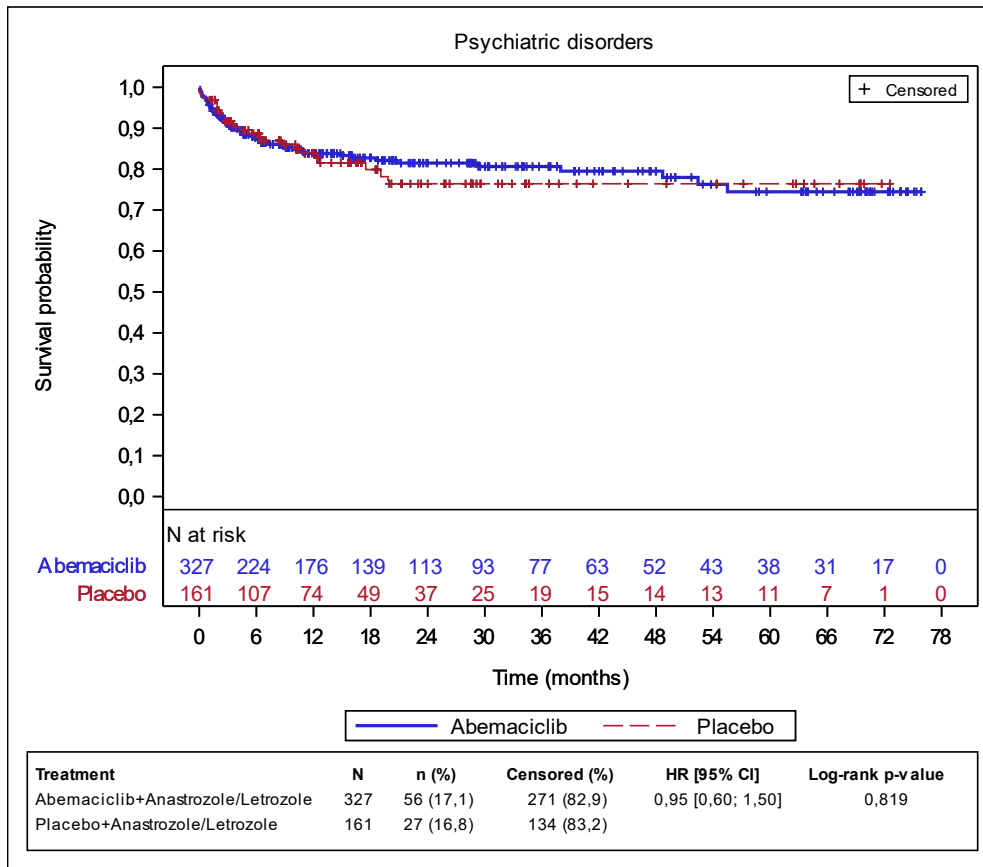 Psychiatric disorders
+ Censored
Survival probability
1,0
0,9
0,8
0,7
0,6
0,5
0,4
0,3
0,2
0,1
0,0
N at risk
Abemaciclib 327 224 176 139 113 93 77 63 52 43 38 31 17 0
Placebo 161 107 74 49 37 25 19 15 14 13 11 7 1 0
0 6 12 18 24 30 36 42 48 54 60 66 72 78
Time (months)
Abemaciclib Placebo
Treatment N n (%) Censored (%) HR [95% CI] Log-rank p-value
Abemaciclib+Anastrozole/Letrozole 327 56 (17,1) 271 (82,9) 0,95 [0,60; 1,50] 0,819
Placebo+Anastrozole/Letrozole 161 27 (16,8) 134 (83,2)